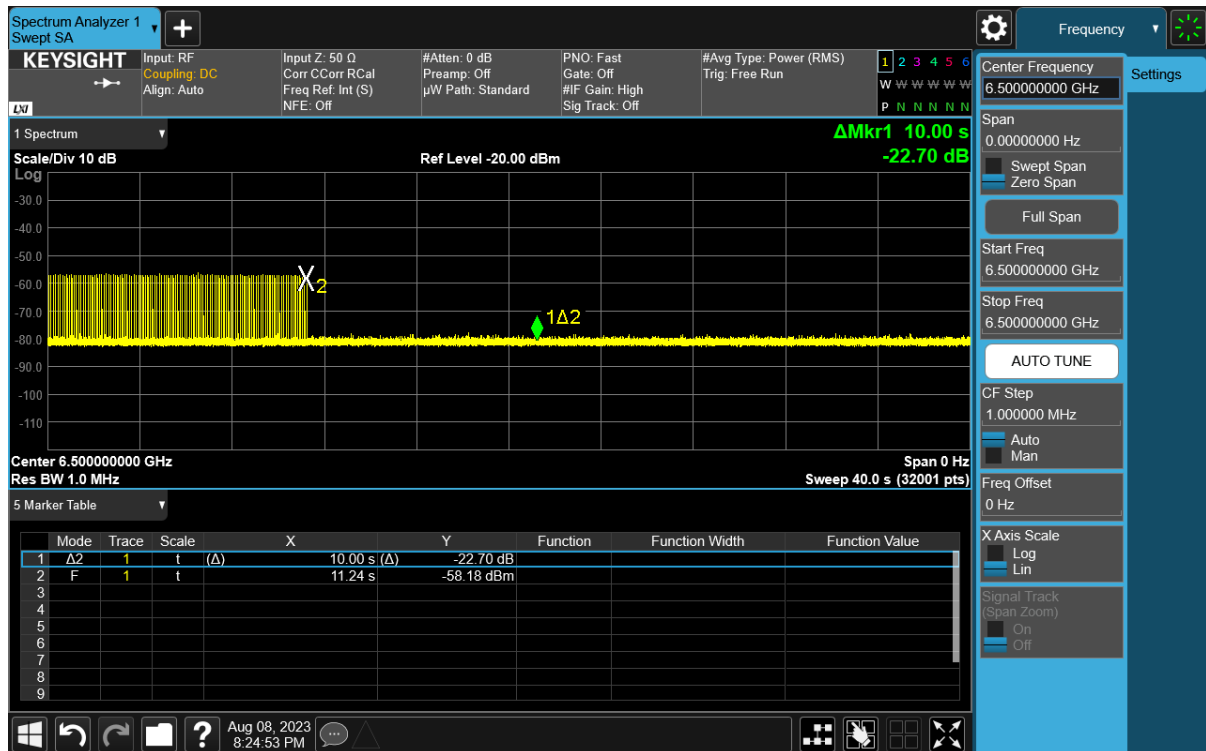 Spectrum Analyzer 1
Swept SA
Frequency
KEYSIGHT
LXI
Input: RF
Coupling: DC
Align: Auto
Input Z: 50 Ω
Corr CCorr RCal
Freq Ref: Int (S)
NFE: Off
#Atten: 0 dB
Preamp: Off
µW Path: Standard
PNO: Fast
Gate: Off
#IF Gain: High
Sig Track: Off
#Avg Type: Power (RMS)
Trig: Free Run
1 2 3 4 5 6
W W W W W W
P N N N N N
1 Spectrum
Scale/Div 10 dB
Ref Level -20.00 dBm
ΔMkr1 10.00 s
-22.70 dB
Log
-30.0
-40.0
-50.0
-60.0
-70.0
-80.0
-90.0
-100
-110
X2
1Δ2
Center 6.500000000 GHz
Span 0 Hz
Res BW 1.0 MHz
Sweep 40.0 s (32001 pts)
5 Marker Table
Mode Trace Scale X Y Function Function Width Function Value
1 Δ2 1 t (Δ) 10.00 s (Δ) -22.70 dB
2 F 1 t 11.24 s -58.18 dBm
3
4
5
6
7
8
9
Center Frequency
6.500000000 GHz
Settings
Span
0.00000000 Hz
Swept Span
Zero Span
Full Span
Start Freq
6.500000000 GHz
Stop Freq
6.500000000 GHz
AUTO TUNE
CF Step
1.000000 MHz
Auto
Man
Freq Offset
0 Hz
X Axis Scale
Log
Lin
Signal Track
(Span Zoom)
On
Off
?
Aug 08, 2023
8:24:53 PM